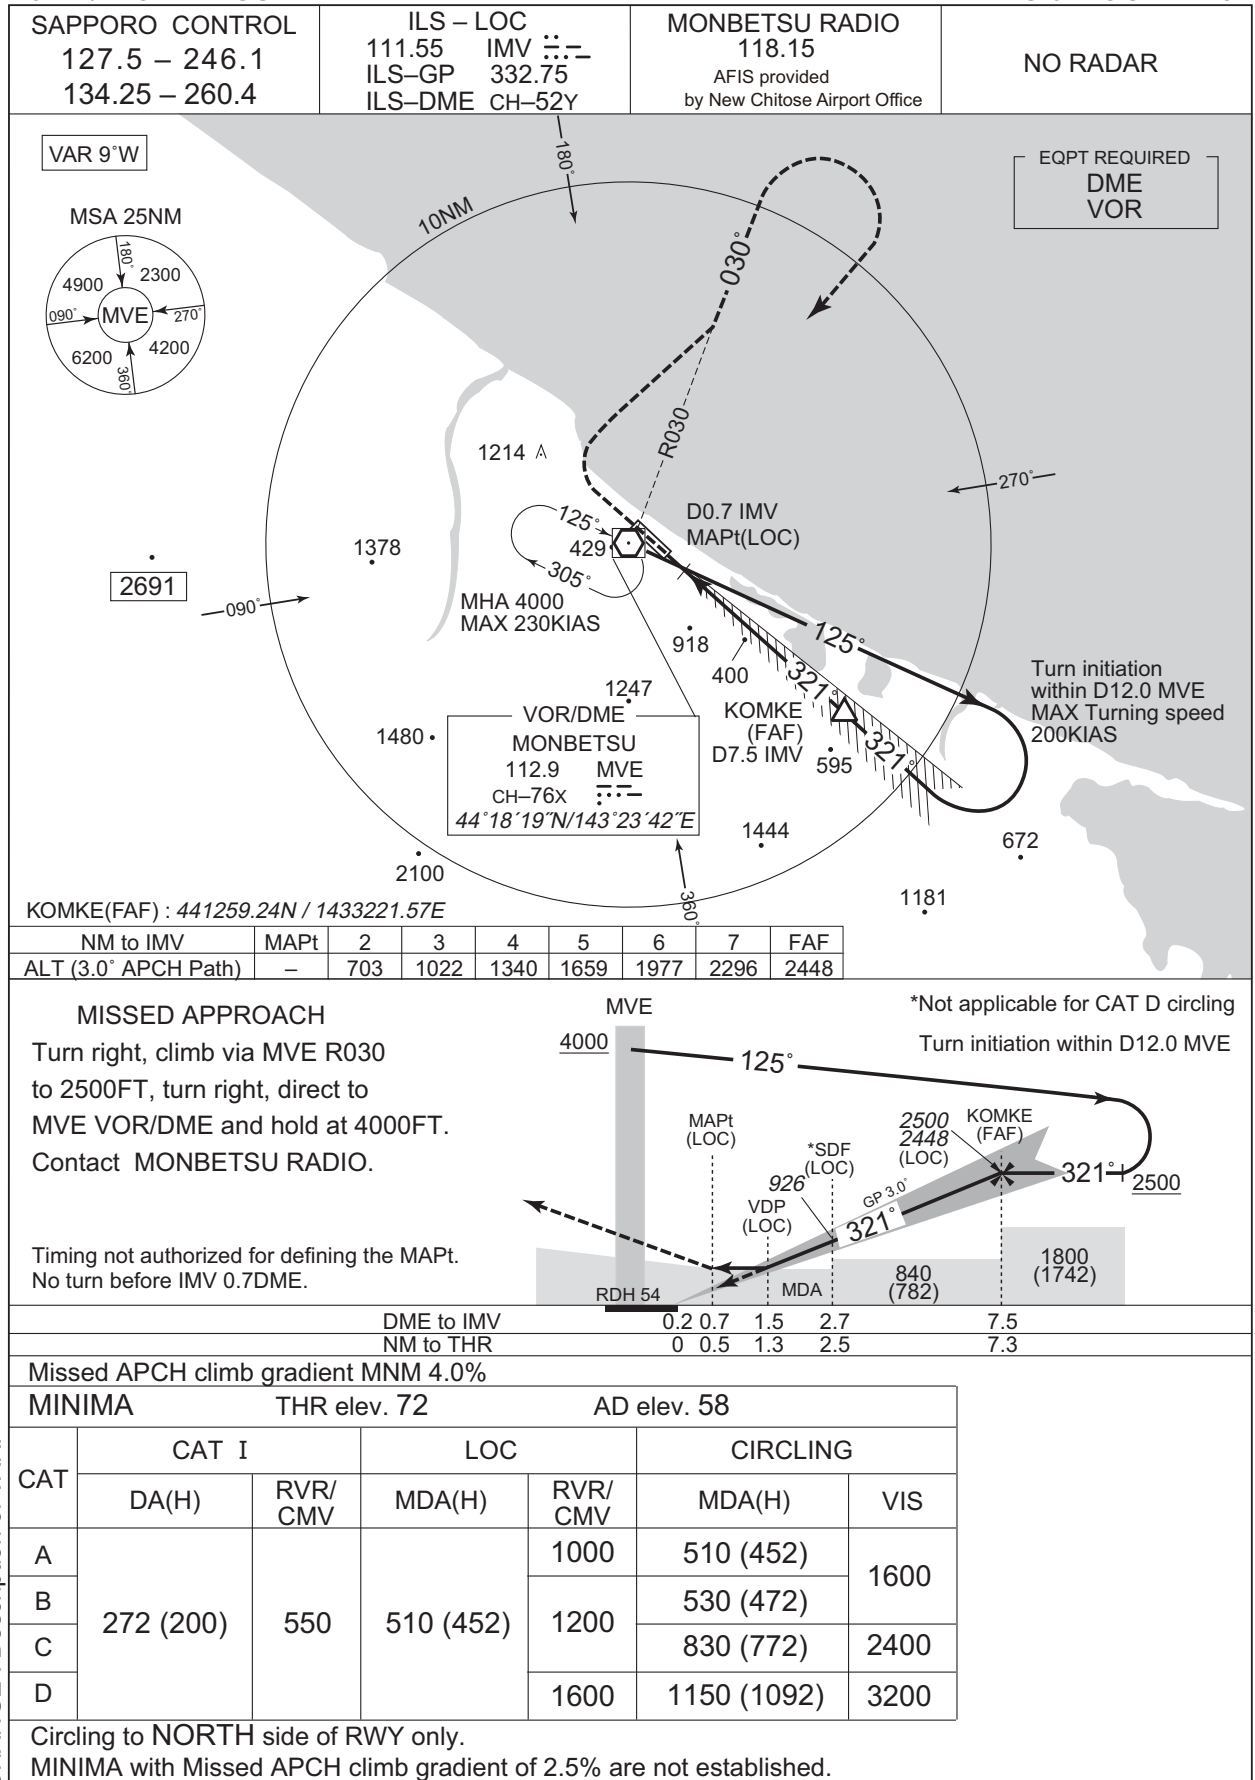 SAPPORO CONTROL
127.5 – 246.1
134.25 – 260.4
ILS – LOC
111.55 IMV
ILS–GP 332.75
ILS–DME CH–52Y
MONBETSU RADIO
118.15
AFIS provided
by New Chitose Airport Office
NO RADAR
VAR 9˚W
EQPT REQUIRED
DME
VOR
MSA 25NM
180˚
4900
2300
090˚
MVE
270˚
6200
4200
360˚
10NM
180˚
030˚
R030
1214
270˚
D0.7 IMV
MAPt(LOC)
125˚
429
305˚
1378
2691
090˚
MHA 4000
MAX 230KIAS
918
400
125˚
321˚
321˚
Turn initiation
within D12.0 MVE
MAX Turning speed
200KIAS
KOMKE
(FAF)
D7.5 IMV
595
1247
1480
VOR/DME
MONBETSU
112.9 MVE
CH–76X
44˚18´19˝N/143˚23´42˝E
1444
672
2100
1181
360˚
KOMKE(FAF) : 441259.24N / 1433221.57E
NM to IMV MAPt 2 3 4 5 6 7 FAF
ALT (3.0˚ APCH Path) – 703 1022 1340 1659 1977 2296 2448
MISSED APPROACH
Turn right, climb via MVE R030
to 2500FT, turn right, direct to
MVE VOR/DME and hold at 4000FT.
Contact MONBETSU RADIO.
Timing not authorized for defining the MAPt.
No turn before IMV 0.7DME.
MVE
*Not applicable for CAT D circling
4000
125˚
Turn initiation within D12.0 MVE
MAPt
(LOC)
*SDF
(LOC)
2500
2448
(LOC)
KOMKE
(FAF)
926
VDP
(LOC)
GP 3.0˚
321˚
321˚
2500
RDH 54
MDA
840
(782)
1800
(1742)
DME to IMV 0.2 0.7 1.5 2.7 7.5
NM to THR 0 0.5 1.3 2.5 7.3
Missed APCH climb gradient MNM 4.0%
MINIMA THR elev. 72 AD elev. 58
CAT CAT I LOC CIRCLING
DA(H) RVR/CMV MDA(H) RVR/CMV MDA(H) VIS
A 272 (200) 550 510 (452) 1000 510 (452) 1600
B 1200 530 (472)
C 830 (772) 2400
D 1600 1150 (1092) 3200
Circling to NORTH side of RWY only.
MINIMA with Missed APCH climb gradient of 2.5% are not established.